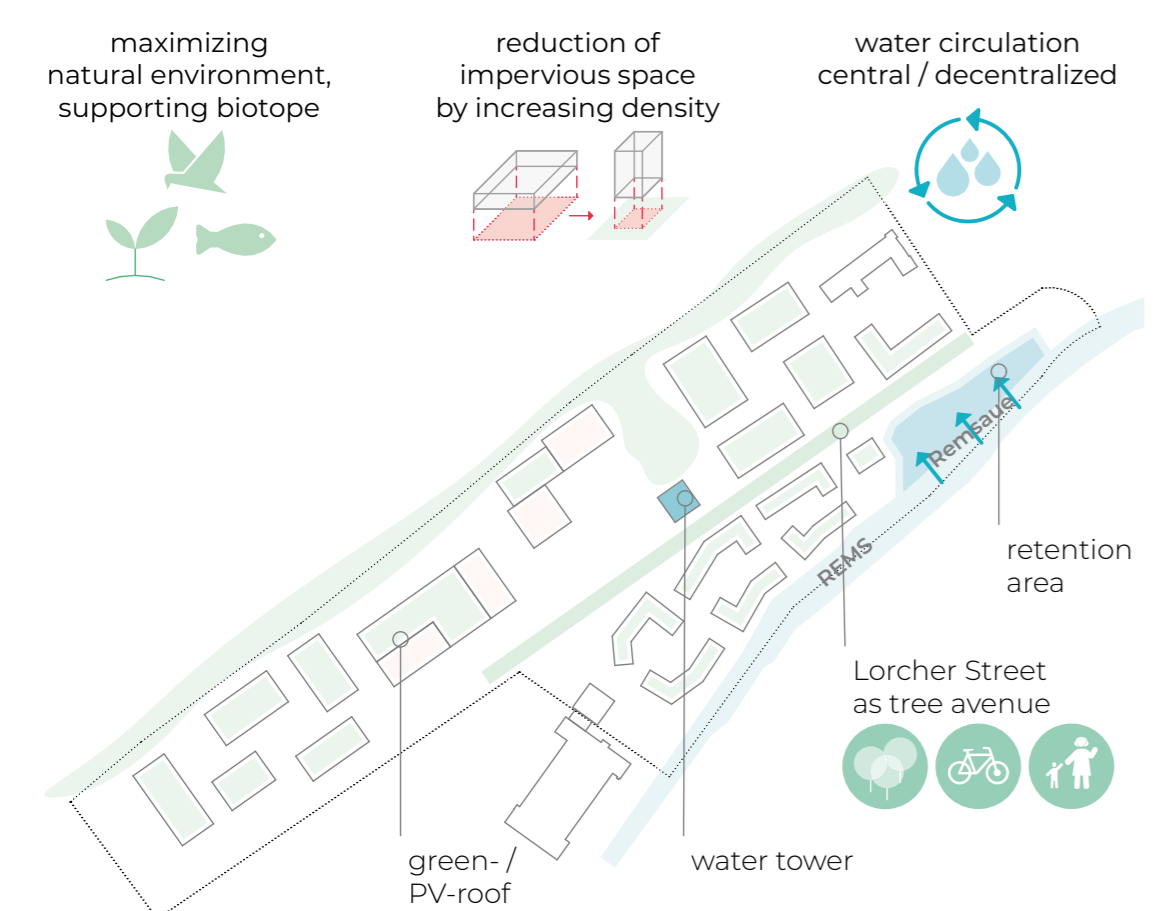 maximizing
natural environment,
supporting biotope
reduction of
impervious space
by increasing density
water circulation
central / decentralized
Remsaue
REMS
retention
area
Lorcher Street
as tree avenue
green- /
PV-roof
water tower